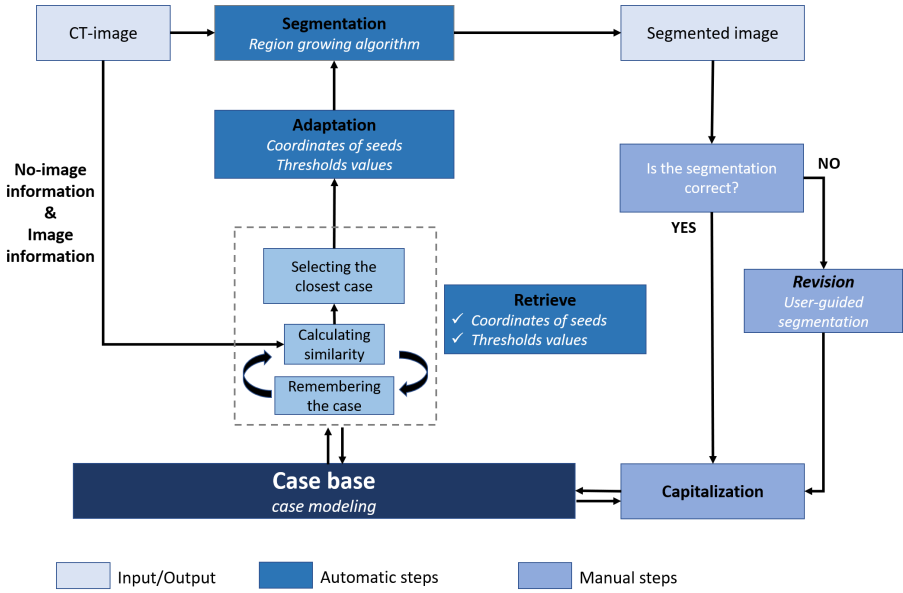 CT-image
Segmentation
Region growing algorithm
Segmented image
Adaptation
Coordinates of seeds
Thresholds values
No-image
information
&
Image
information
Is the segmentation
correct?
NO
YES
Selecting the
closest case
Revision
User-guided
segmentation
Retrieve
✓ Coordinates of seeds
✓ Thresholds values
Calculating
similarity
Remembering
the case
Case base
case modeling
Capitalization
Input/Output
Automatic steps
Manual steps